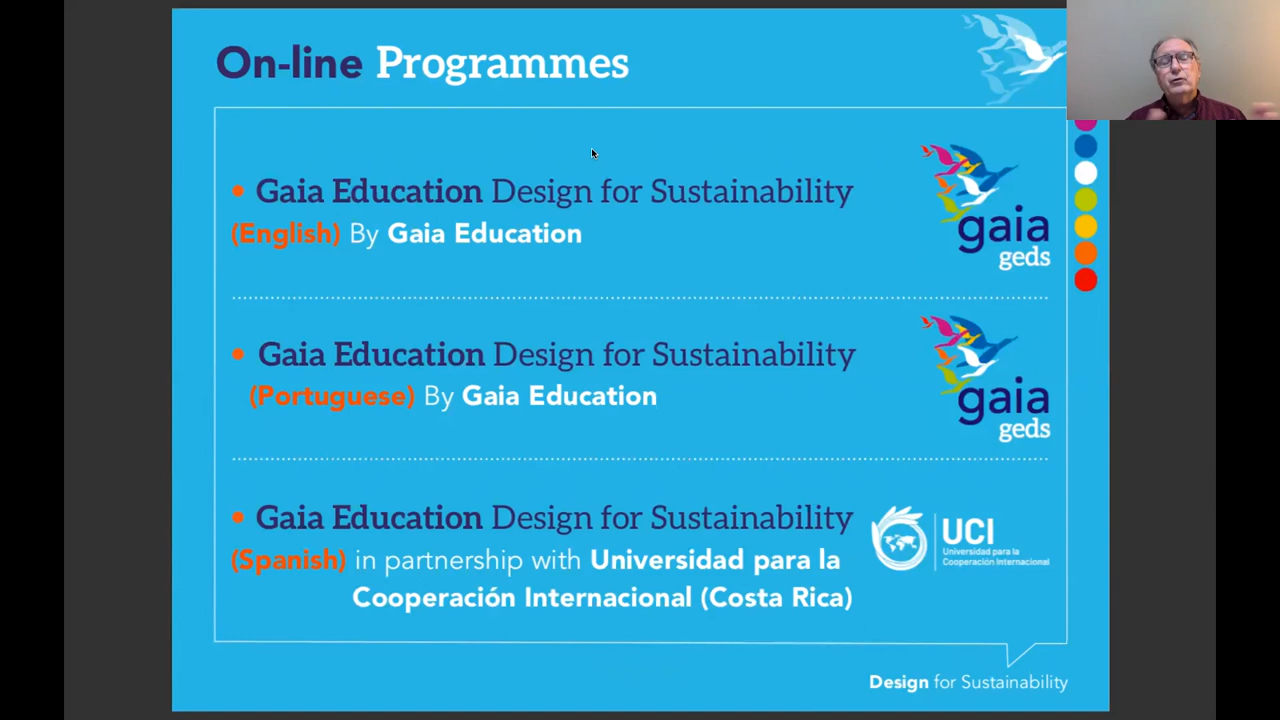 On-line Programmes
• Gaia Education Design for Sustainability
(English) By Gaia Education
gaia
geds
• Gaia Education Design for Sustainability
(Portuguese) By Gaia Education
gaia
geds
• Gaia Education Design for Sustainability
(Spanish) in partnership with Universidad para la
Cooperación Internacional (Costa Rica)
UCI
Universidad para la
Cooperación Internacional
Design for Sustainability